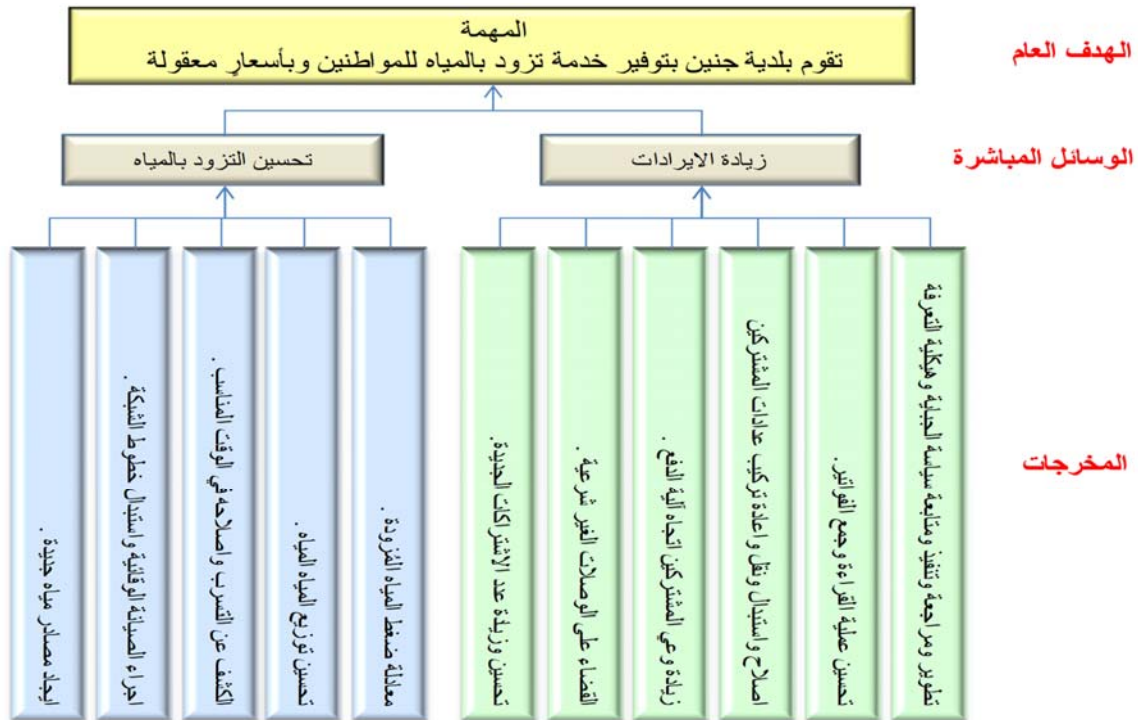 المهمة
تقوم بلدية جنين بتوفير خدمة تزود بالمياه للمواطنين وبأسعارٍ معقولة
الهدف العام
الوسائل المباشرة
زيادة الايرادات
تحسين التزود بالمياه
المخرجات
تطوير ومراجعة وتنفيذ ومتابعة سياسة الجباية وهيكلية التعرفة
تحسين عملية القراءة وجمع الفواتير .
اصلاح واستبدال ونقل واعادة تركيب عدادات المشتركين
زيادة وعي المشتركين اتجاه آلية الدفع .
القضاء على الوصلات الغير شرعية .
تحسين وزيادة عدد الاشتراكات الجديدة .
معادلة ضغط المياه المزودة .
تحسين توزيع المياه المياه .
الكشف عن التسرب واصلاحه في الوقت المناسب .
اجراء الصيانة الوقائية واستبدال خطوط الشبكة .
ايجاد مصادر مياه جديدة .